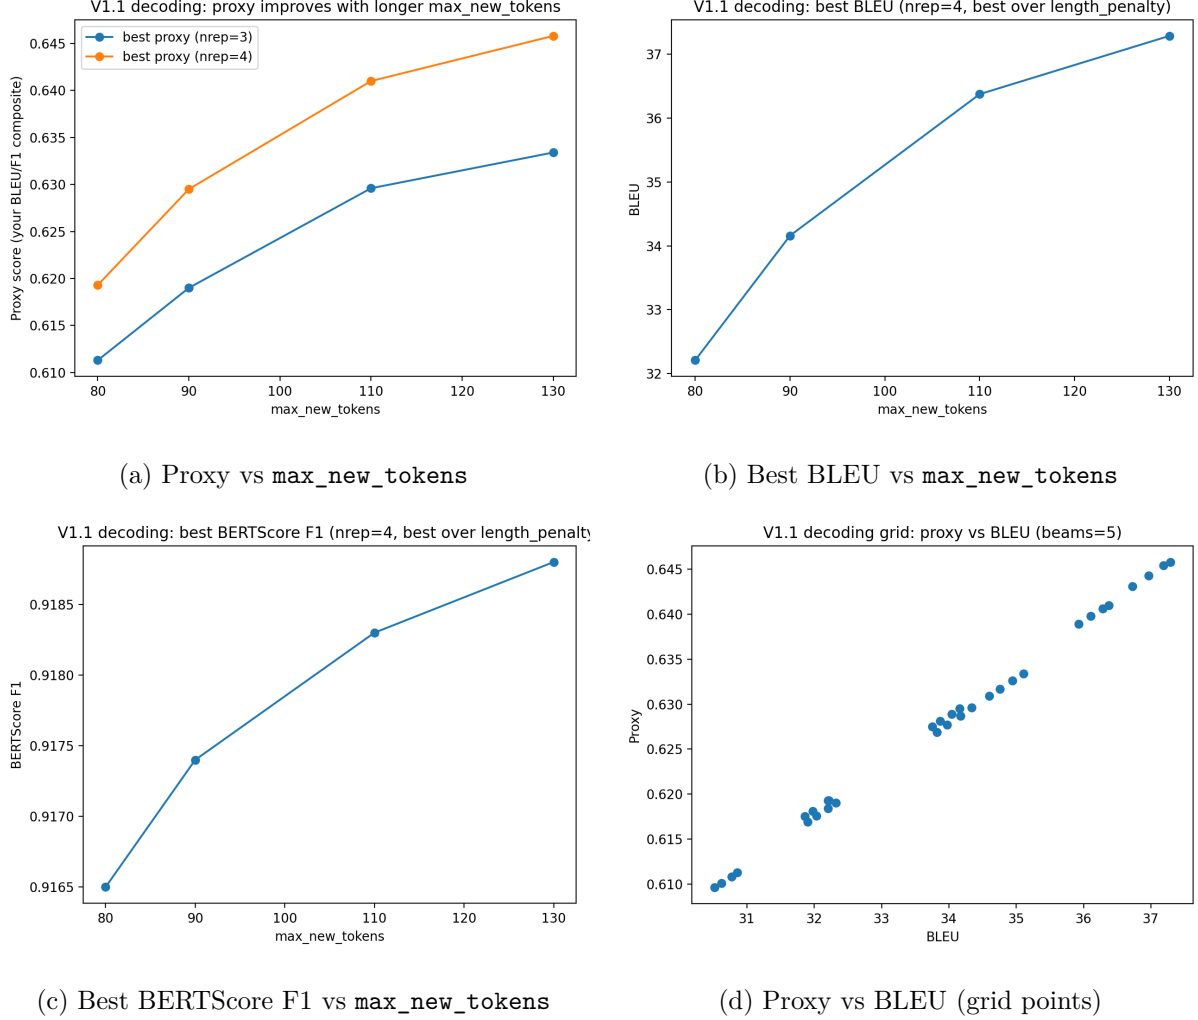 V1.1 decoding: proxy improves with longer max_new_tokens
best proxy (nrep=3)
best proxy (nrep=4)
Proxy score (your BLEU/F1 composite)
0.645
0.640
0.635
0.630
0.625
0.620
0.615
0.610
80 90 100 110 120 130
max_new_tokens
(a) Proxy vs max_new_tokens
V1.1 decoding: best BLEU (nrep=4, best over length_penalty)
BLEU
37
36
35
34
33
32
80 90 100 110 120 130
max_new_tokens
(b) Best BLEU vs max_new_tokens
V1.1 decoding: best BERTScore F1 (nrep=4, best over length_penalty
BERTScore F1
0.9185
0.9180
0.9175
0.9170
0.9165
80 90 100 110 120 130
max_new_tokens
(c) Best BERTScore F1 vs max_new_tokens
V1.1 decoding grid: proxy vs BLEU (beams=5)
Proxy
0.645
0.640
0.635
0.630
0.625
0.620
0.615
0.610
31 32 33 34 35 36 37
BLEU
(d) Proxy vs BLEU (grid points)